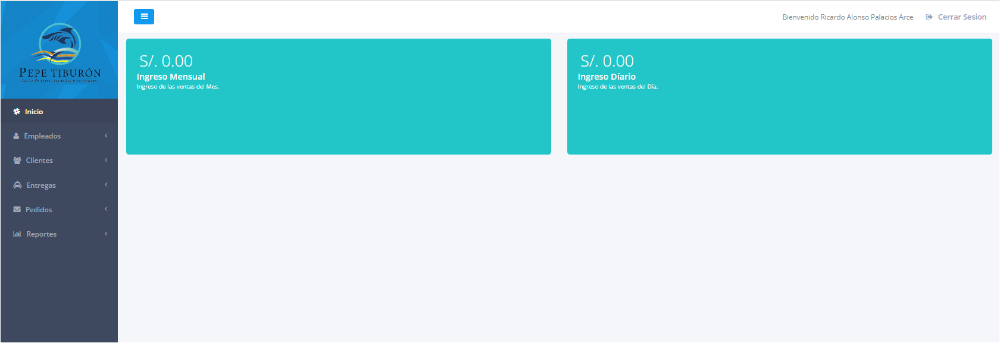 PEPE TIBURÓN
Bienvenido Ricardo Alonso Palacios Arce
Cerrar Sesion
Inicio
Empleados
Clientes
Entregas
Pedidos
Reportes
S/. 0.00
Ingreso Mensual
Ingreso de las ventas del Mes.
S/. 0.00
Ingreso Díario
Ingreso de las ventas del Día.